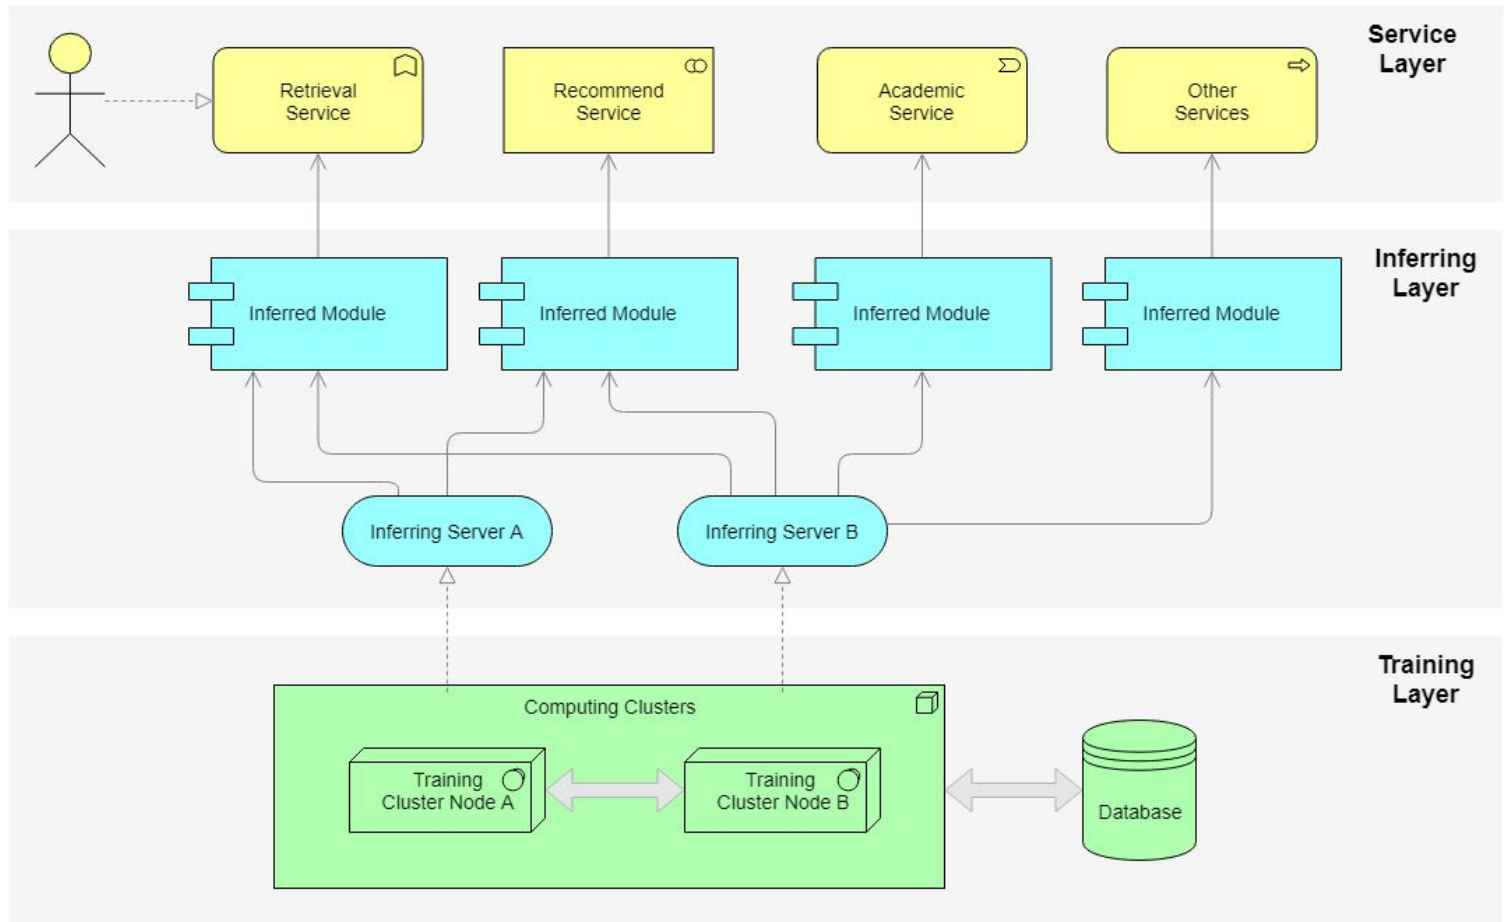 Service
Layer
Retrieval
Service
Recommend
Service
Academic
Service
Other
Services
Inferring
Layer
Inferred Module
Inferred Module
Inferred Module
Inferred Module
Inferring Server A
Inferring Server B
Training
Layer
Computing Clusters
Training
Cluster Node A
Training
Cluster Node B
Database